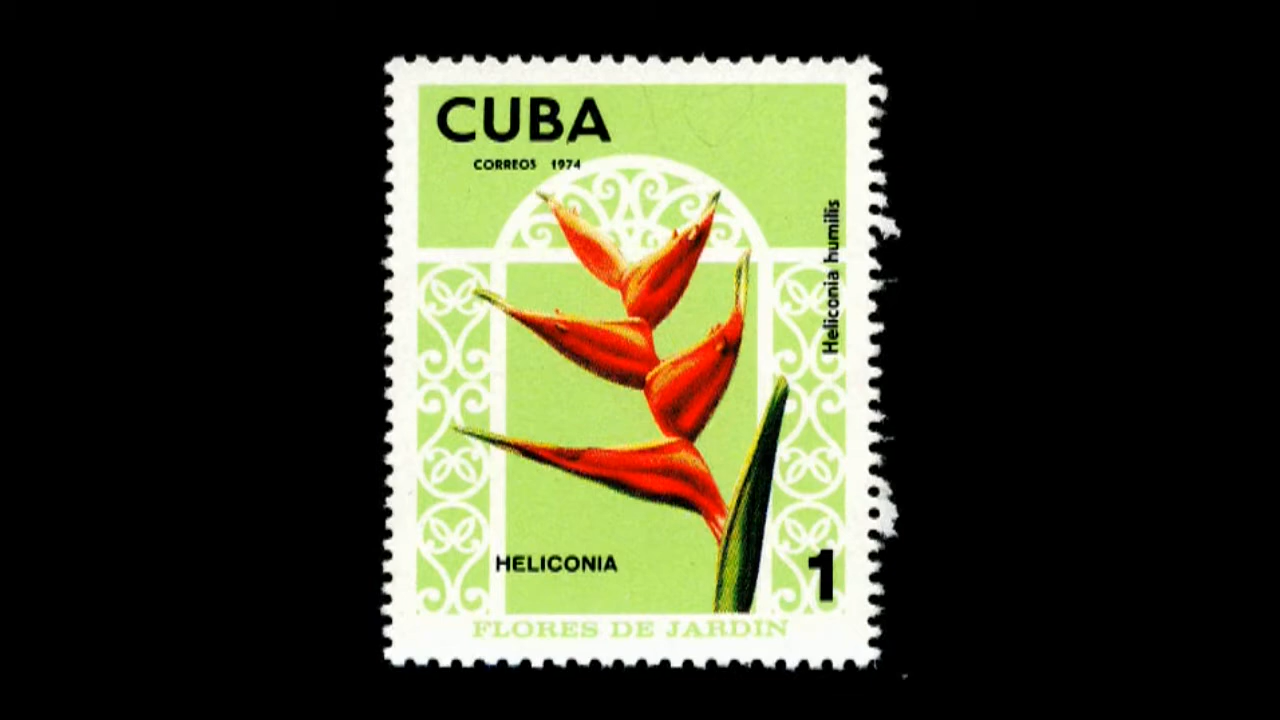 CUBA
CORREOS 1974
Heliconia humilis
HELICONIA
1
FLORES DE JARDIN